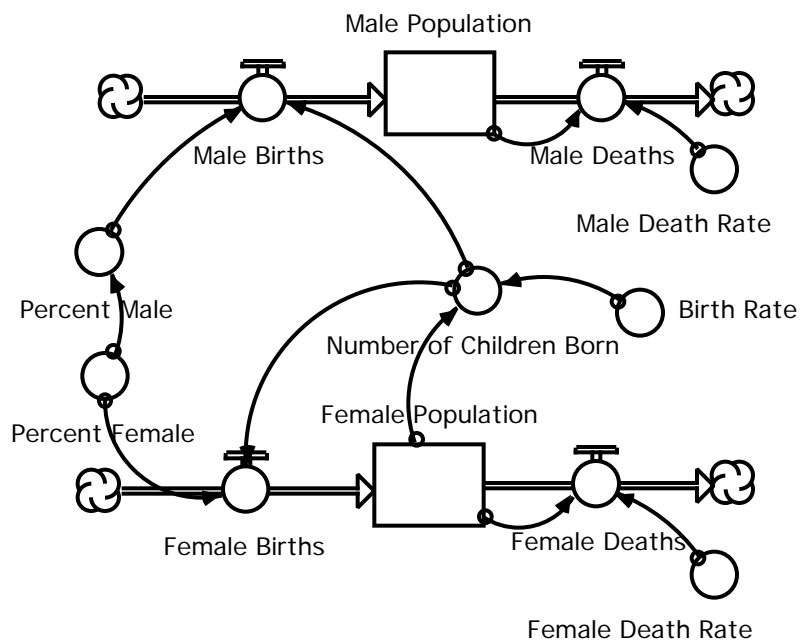 Male Population
Male Births
Male Deaths
Male Death Rate
Percent Male
Birth Rate
Number of Children Born
Female Population
Percent Female
Female Births
Female Deaths
Female Death Rate